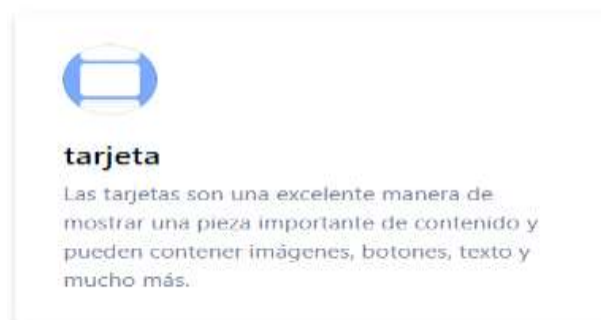 tarjeta
Las tarjetas son una excelente manera de
mostrar una pieza importante de contenido y
pueden contener imágenes, botones, texto y
mucho más.